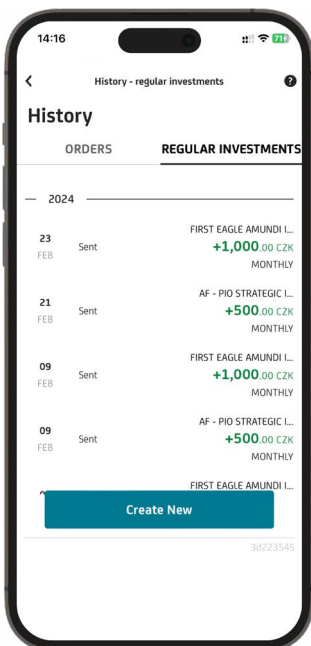 14:16
71
History - regular investments ?
History
ORDERS REGULAR INVESTMENTS
2024
FIRST EAGLE AMUNDI I...
23 FEB Sent +1,000.00 CZK
MONTHLY
AF - PIO STRATEGIC I...
21 FEB Sent +500.00 CZK
MONTHLY
FIRST EAGLE AMUNDI I...
09 FEB Sent +1,000.00 CZK
MONTHLY
AF - PIO STRATEGIC I...
09 FEB Sent +500.00 CZK
MONTHLY
FIRST EAGLE AMUNDI I...
Create New
3d223545